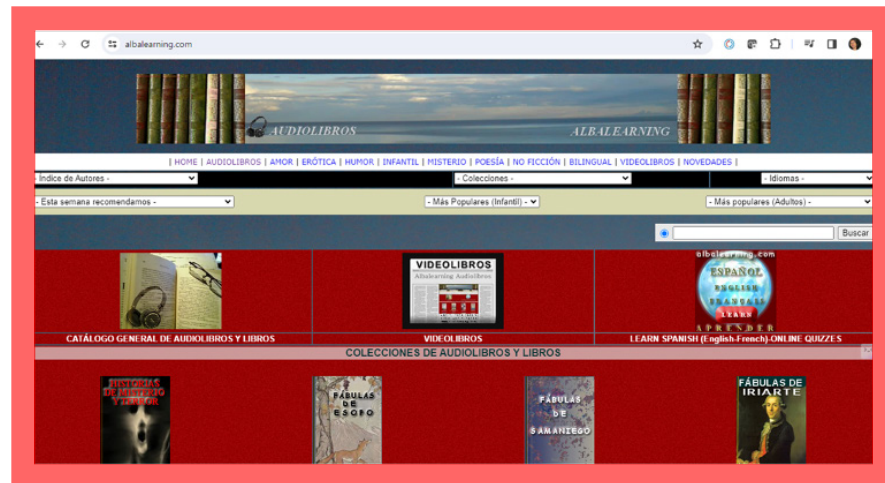 albalearning.com
AUDIOLIBROS ALBALEARNING
| HOME | AUDIOLIBROS | AMOR | ERÓTICA | HUMOR | INFANTIL | MISTERIO | POESÍA | NO FICCIÓN | BILINGUAL | VIDEOLIBROS | NOVEDADES |
- Indice de Autores - - Colecciones - - Idiomas -
- Esta semana recomendamos - - Más Populares (Infantil) - - Más populares (Adultos) -
Buscar
VIDEOLIBROS
Albalearning Audiolibros
albalearning.com
ESPAÑOL
ENGLISH
FRANÇAIS
LEARN
APRENDER
CATÁLOGO GENERAL DE AUDIOLIBROS Y LIBROS VIDEOLIBROS LEARN SPANISH (English-French)-ONLINE QUIZZES
COLECCIONES DE AUDIOLIBROS Y LIBROS
HISTORIAS
DE MISTERIO
Y TERROR
FÁBULAS
DE
ESOPO
FÁBULAS
DE
SAMANIEGO
FÁBULAS DE
IRIARTE